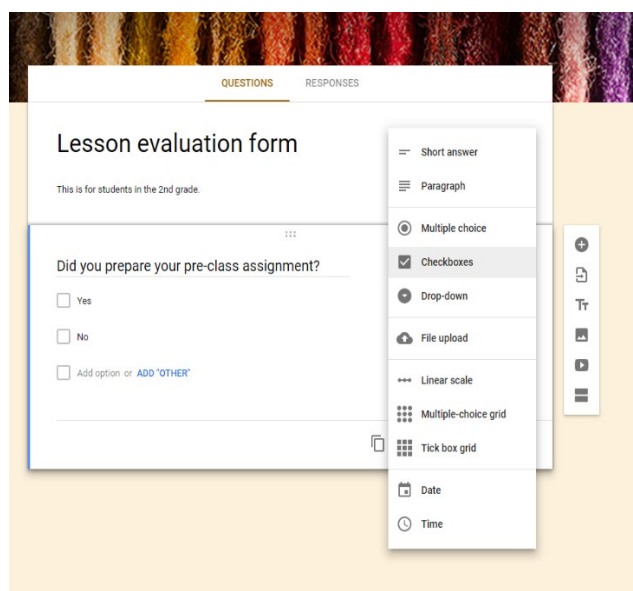 QUESTIONS RESPONSES
Lesson evaluation form
This is for students in the 2nd grade.
Did you prepare your pre-class assignment?
Yes
No
Add option or ADD "OTHER"
Short answer
Paragraph
Multiple choice
Checkboxes
Drop-down
File upload
Linear scale
Multiple-choice grid
Tick box grid
Date
Time
Tт